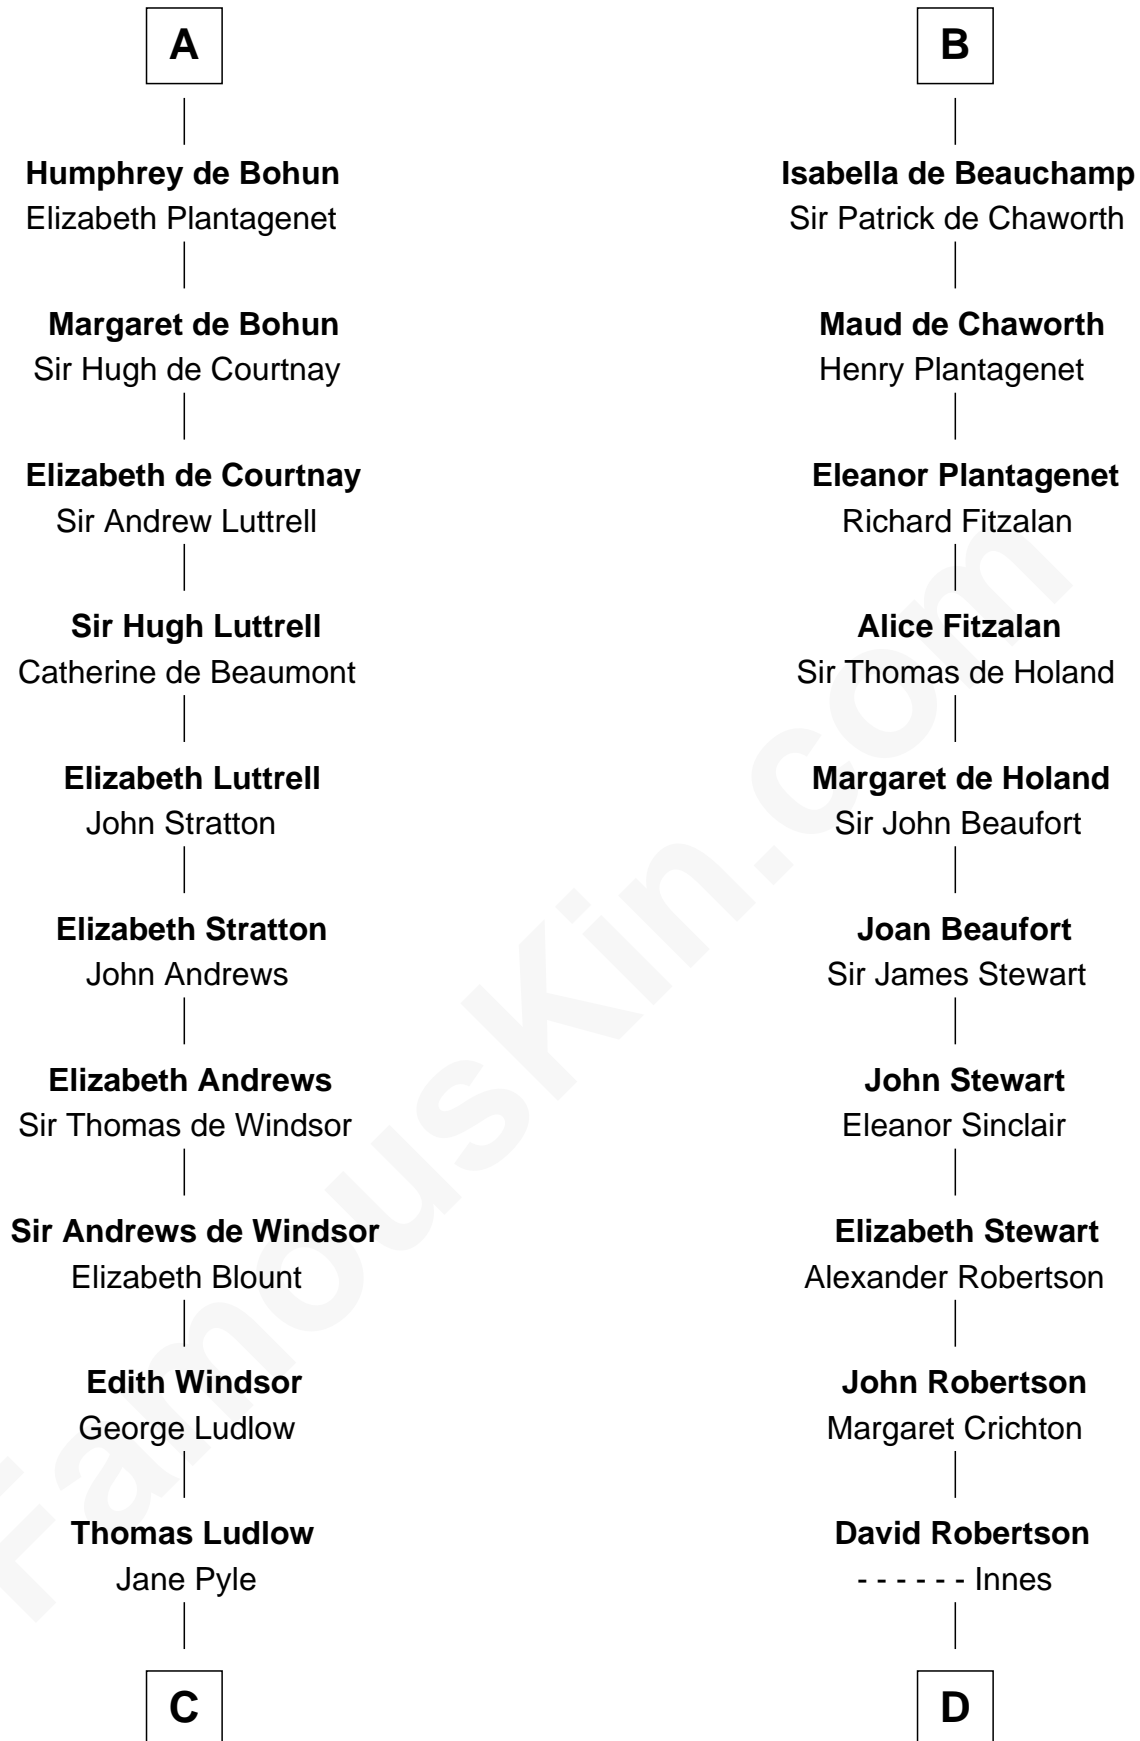 A
Humphrey de Bohun
Elizabeth Plantagenet
Margaret de Bohun
Sir Hugh de Courtnay
Elizabeth de Courtnay
Sir Andrew Luttrell
Sir Hugh Luttrell
Catherine de Beaumont
Elizabeth Luttrell
John Stratton
Elizabeth Stratton
John Andrews
Elizabeth Andrews
Sir Thomas de Windsor
Sir Andrews de Windsor
Elizabeth Blount
Edith Windsor
George Ludlow
Thomas Ludlow
Jane Pyle
C
B
Isabella de Beauchamp
Sir Patrick de Chaworth
Maud de Chaworth
Henry Plantagenet
Eleanor Plantagenet
Richard Fitzalan
Alice Fitzalan
Sir Thomas de Holand
Margaret de Holand
Sir John Beaufort
Joan Beaufort
Sir James Stewart
John Stewart
Eleanor Sinclair
Elizabeth Stewart
Alexander Robertson
John Robertson
Margaret Crichton
David Robertson
- - - - - - Innes
D
FamousKin.com